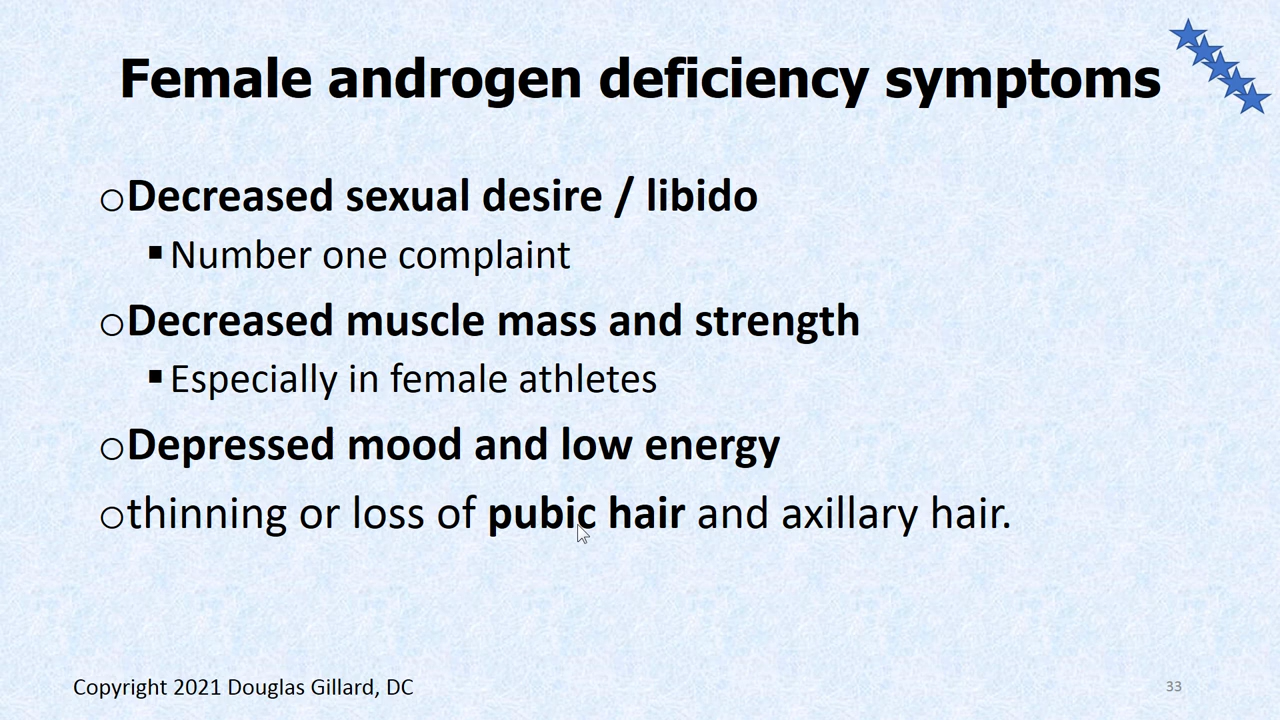 Female androgen deficiency symptoms
Decreased sexual desire / libido
Number one complaint
Decreased muscle mass and strength
Especially in female athletes
Depressed mood and low energy
thinning or loss of pubic hair and axillary hair.
Copyright 2021 Douglas Gillard, DC
33